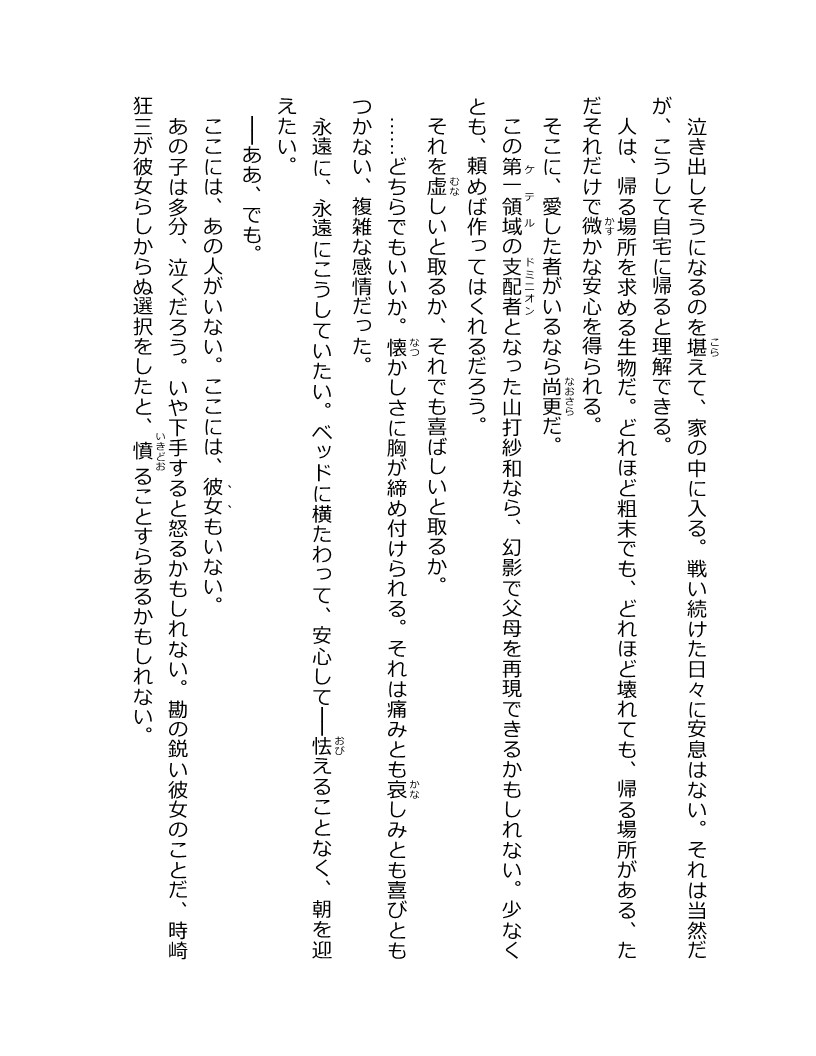 泣き出しそうになるのを堪えて、家の中に入る。戦い続けた日々に安息はない。それは当然だ
が、こうして自宅に帰ると理解できる。
人は、帰る場所を求める生物だ。どれほど粗末でも、どれほど壊れても、帰る場所がある、た
だそれだけで微かな安心を得られる。
そこに、愛した者がいるなら尚更だ。
この第一領域の支配者となった山打紗和なら、幻影で父母を再現できるかもしれない。少なく
とも、頼めば作ってはくれるだろう。
それを虚しいと取るか、それでも喜ばしいと取るか。
……どちらでもいいか。懐かしさに胸が締め付けられる。それは痛みとも哀しみとも喜びとも
つかない、複雑な感情だった。
永遠に、永遠にこうしていたい。ベッドに横たわって、安心して――怯えることなく、朝を迎
えたい。
――ああ、でも。
ここには、あの人がいない。ここには、彼女もいない。
あの子は多分、泣くだろう。いや下手すると怒るかもしれない。勘の鋭い彼女のことだ、時崎
狂三が彼女らしからぬ選択をしたと、憤ることすらあるかもしれない。